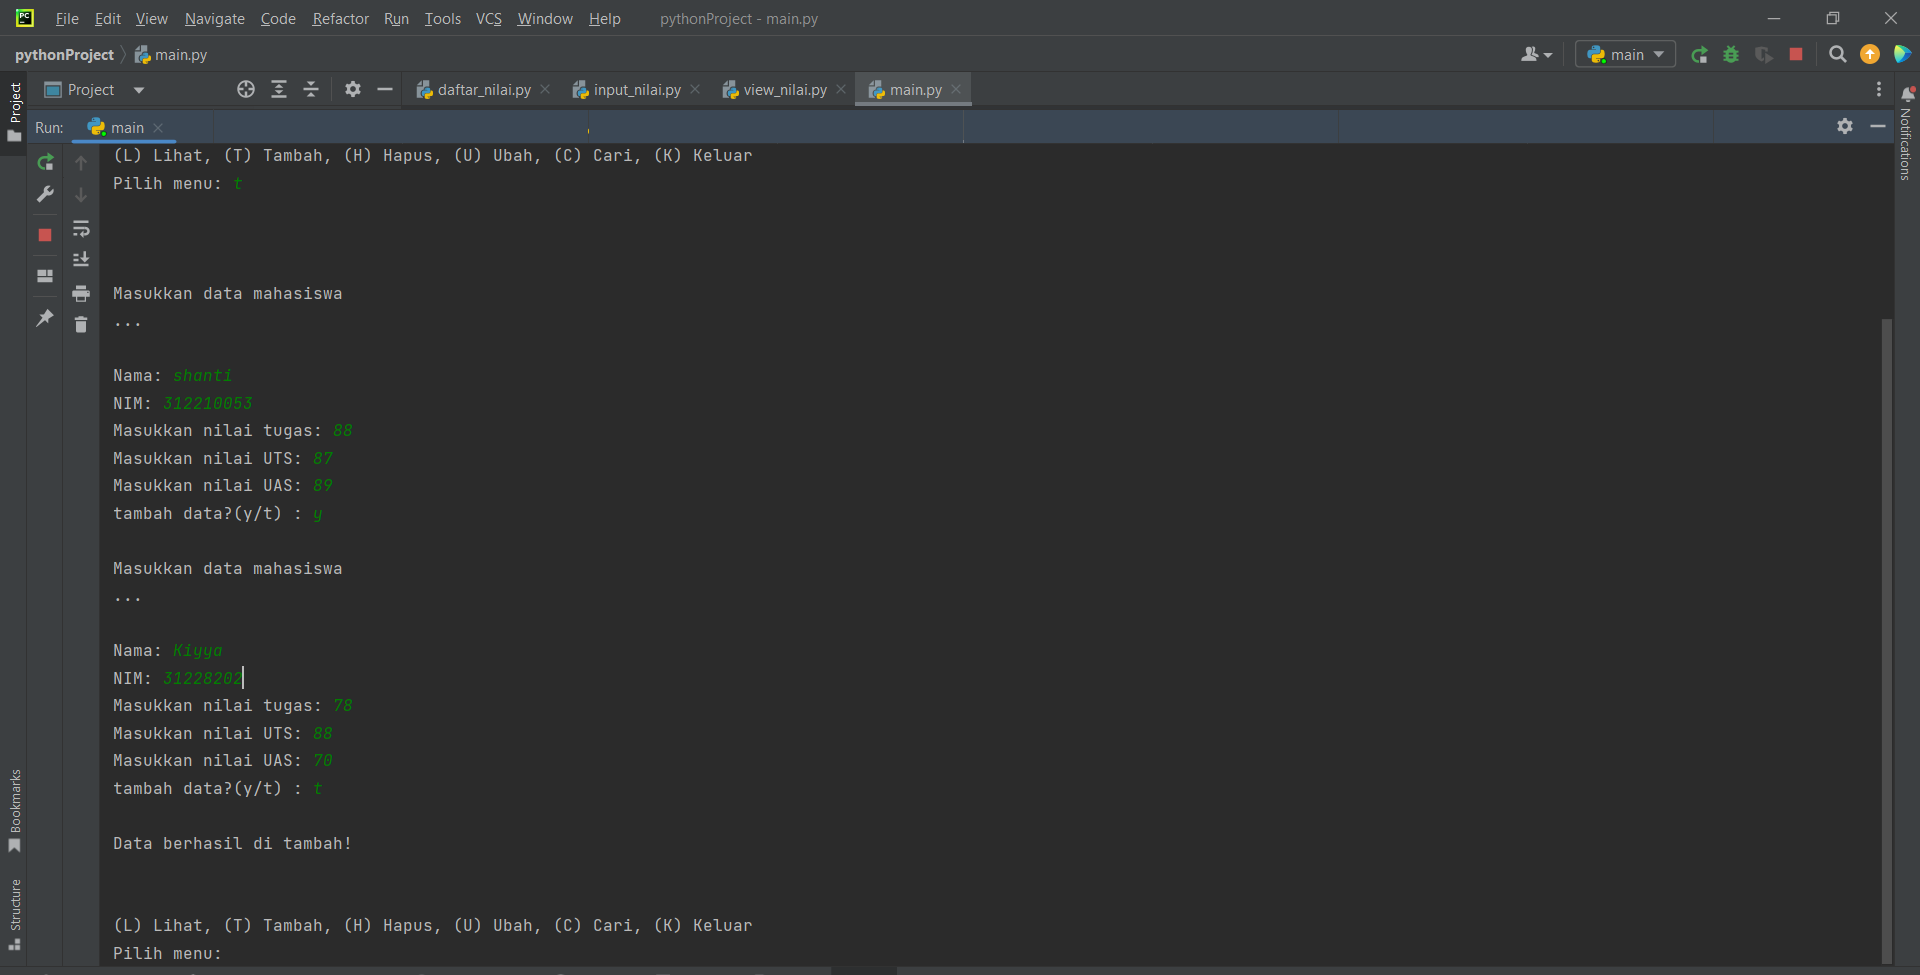 File Edit View Navigate Code Refactor Run Tools VCS Window Help pythonProject - main.py
pythonProject main.py main
Project daftar_nilai.py input_nilai.py view_nilai.py main.py
Run: main
(L) Lihat, (T) Tambah, (H) Hapus, (U) Ubah, (C) Cari, (K) Keluar
Pilih menu: t
Masukkan data mahasiswa
...
Nama: shanti
NIM: 312210053
Masukkan nilai tugas: 88
Masukkan nilai UTS: 87
Masukkan nilai UAS: 89
tambah data?(y/t) : y
Masukkan data mahasiswa
...
Nama: Kiyya
NIM: 31228202
Masukkan nilai tugas: 78
Masukkan nilai UTS: 88
Masukkan nilai UAS: 70
tambah data?(y/t) : t
Data berhasil di tambah!
(L) Lihat, (T) Tambah, (H) Hapus, (U) Ubah, (C) Cari, (K) Keluar
Pilih menu:
Project
Bookmarks
Structure
Notifications